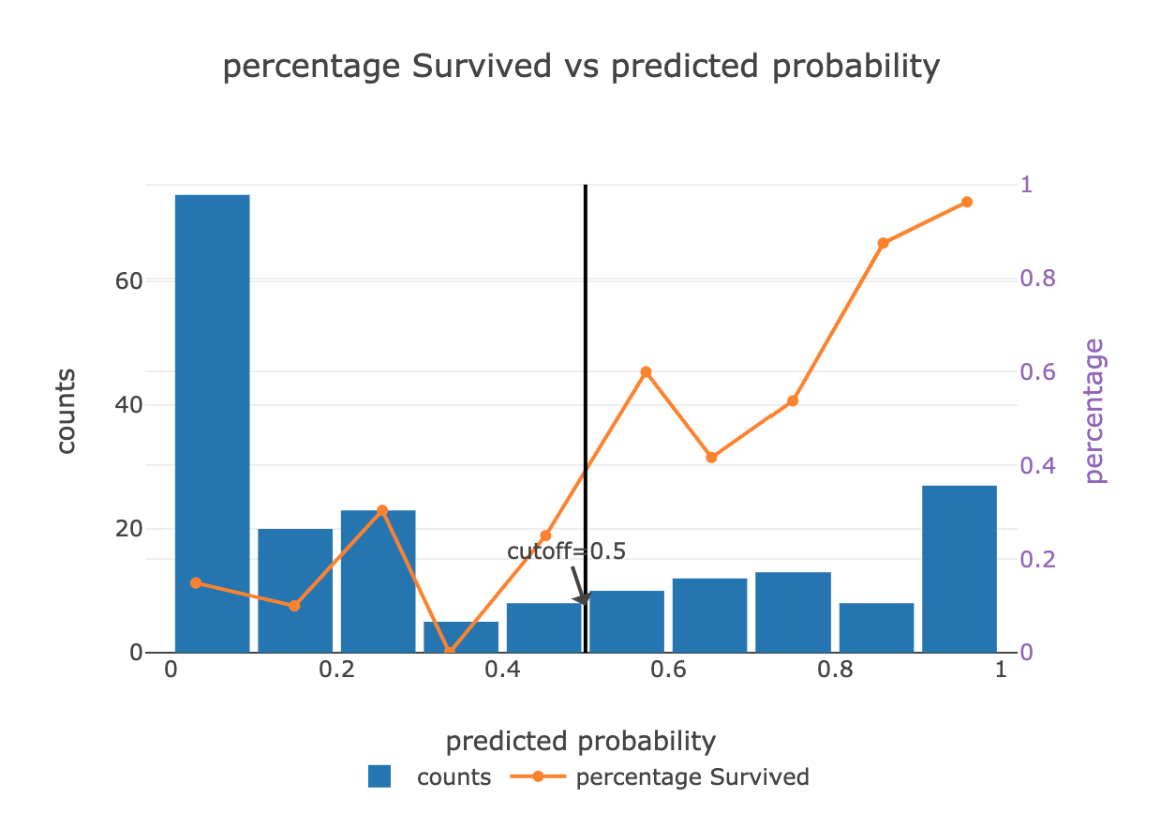 percentage Survived vs predicted probability
1
0.8
0.6
0.4
0.2
0
percentage
60
40
20
0
counts
cutoff=0.5
0 0.2 0.4 0.6 0.8 1
predicted probability
counts percentage Survived